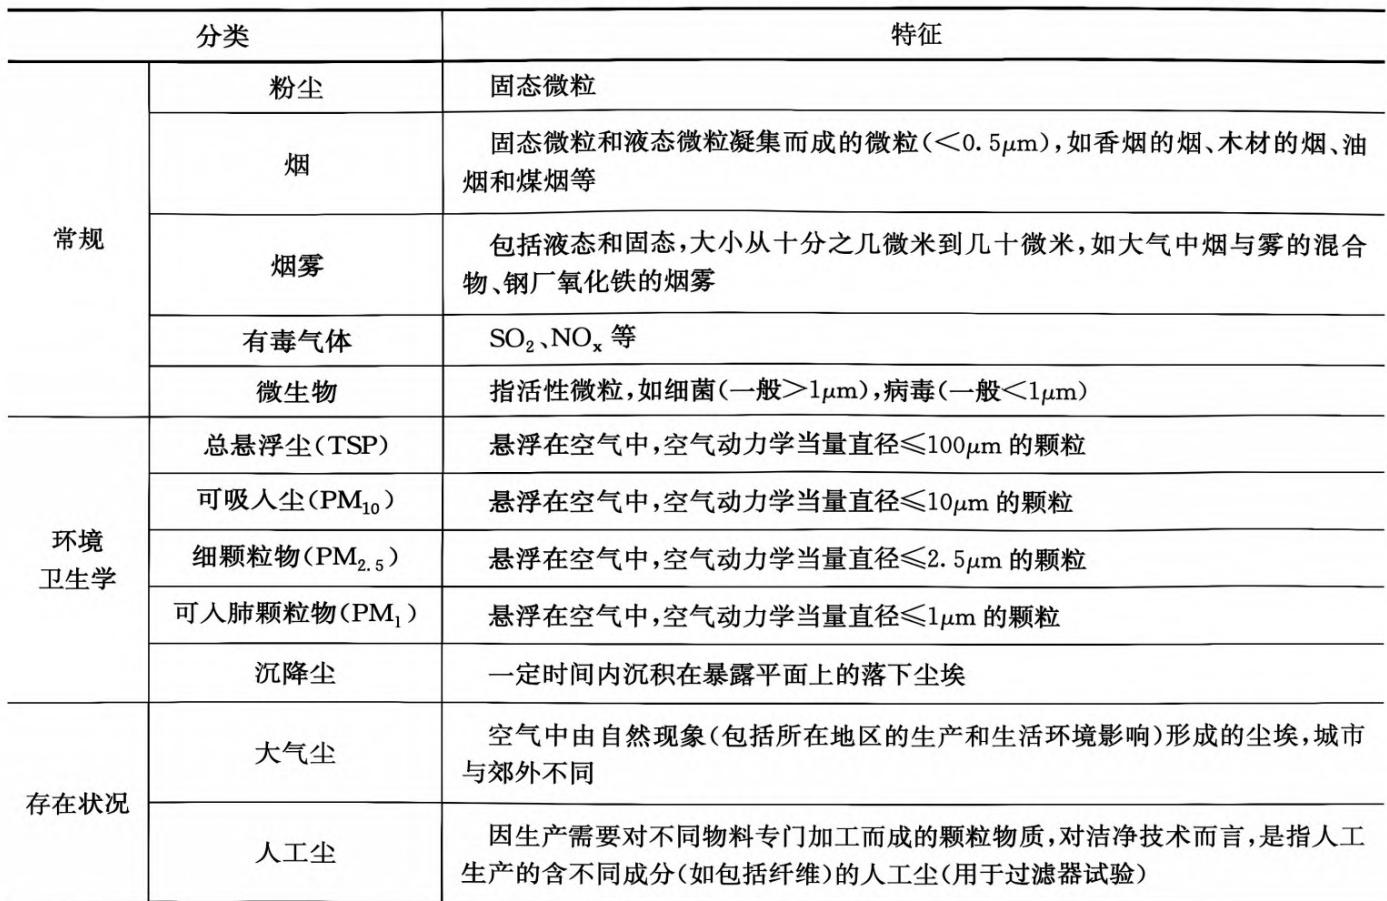 分类 特征
常规
粉尘 固态微粒
烟 固态微粒和液态微粒凝集而成的微粒(<0.5μm),如香烟的烟、木材的烟、油
烟和煤烟等
烟雾 包括液态和固态,大小从十分之几微米到几十微米,如大气中烟与雾的混合
物、钢厂氧化铁的烟雾
有毒气体 SO₂、NOₓ 等
微生物 指活性微粒,如细菌(一般>1μm),病毒(一般<1μm)
环境
卫生学
总悬浮尘(TSP) 悬浮在空气中,空气动力学当量直径≤100μm 的颗粒
可吸入尘(PM₁₀) 悬浮在空气中,空气动力学当量直径≤10μm 的颗粒
细颗粒物(PM₂.₅) 悬浮在空气中,空气动力学当量直径≤2.5μm 的颗粒
可入肺颗粒物(PM₁) 悬浮在空气中,空气动力学当量直径≤1μm 的颗粒
沉降尘 一定时间内沉积在暴露平面上的落下尘埃
存在状况
大气尘 空气中由自然现象(包括所在地区的生产和生活环境影响)形成的尘埃,城市
与郊外不同
人工尘 因生产需要对不同物料专门加工而成的颗粒物质,对洁净技术而言,是指人工
生产的含不同成分(如包括纤维)的人工尘(用于过滤器试验)